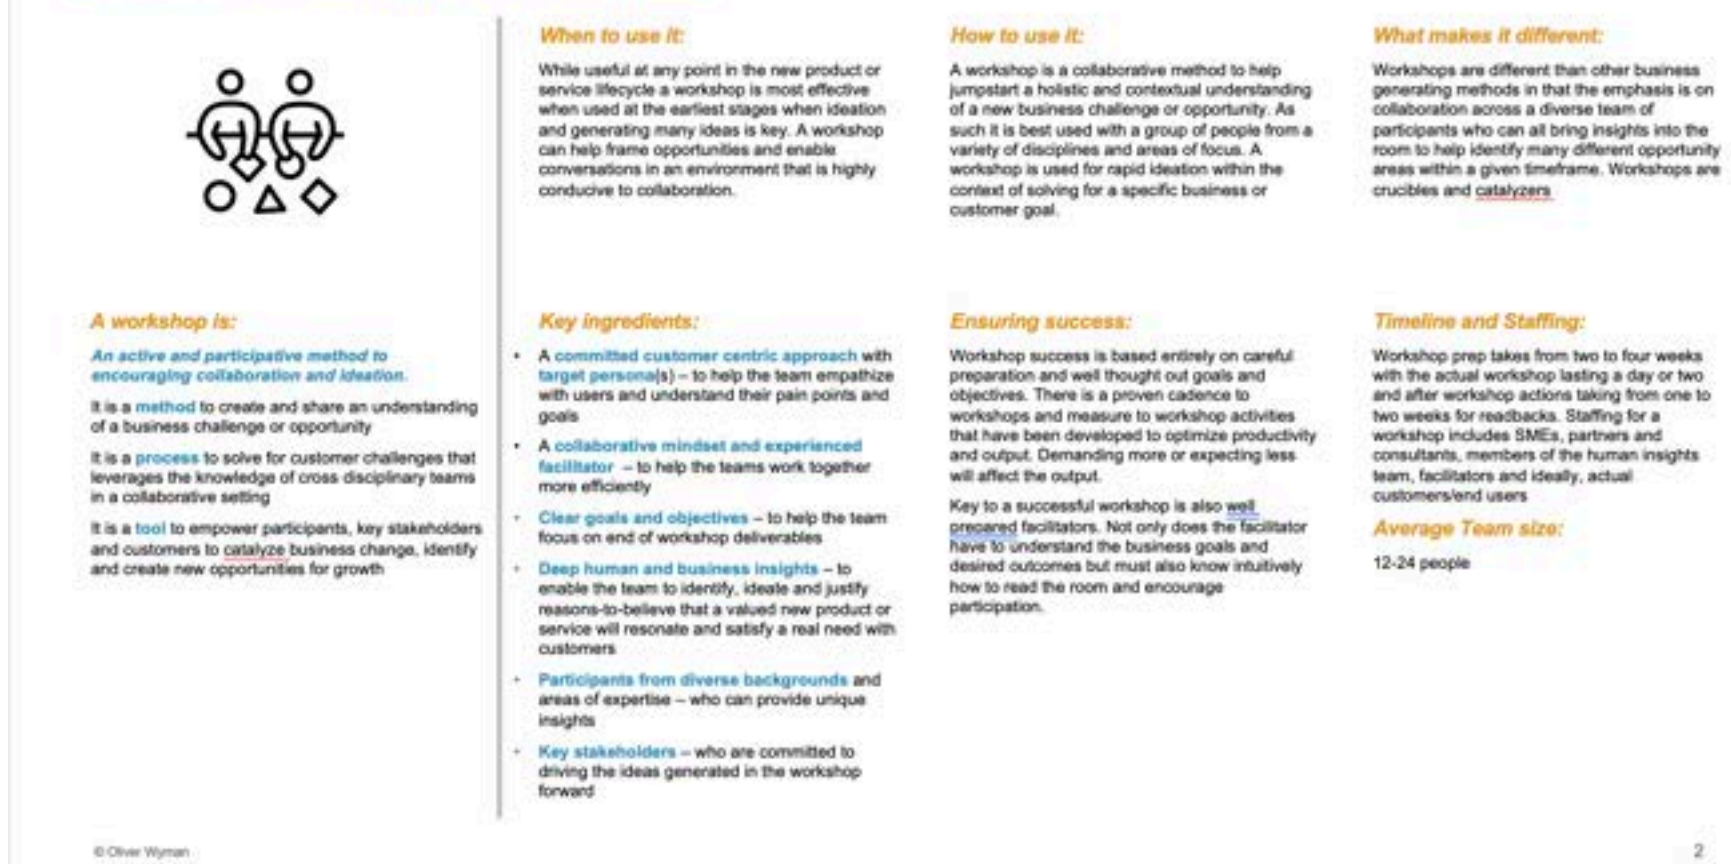 When to use it:
While useful at any point in the new product or
service lifecycle a workshop is most effective
when used at the earliest stages when ideation
and generating many ideas is key. A workshop
can help frame opportunities and enable
conversations in an environment that is highly
conducive to collaboration.
How to use it:
A workshop is a collaborative method to help
jumpstart a holistic and contextual understanding
of a new business challenge or opportunity. As
such it is best used with a group of people from a
variety of disciplines and areas of focus. A
workshop is used for rapid ideation within the
context of solving for a specific business or
customer goal.
What makes it different:
Workshops are different than other business
generating methods in that the emphasis is on
collaboration across a diverse team of
participants who can all bring insights into the
room to help identify many different opportunity
areas within a given timeframe. Workshops are
crucibles and catalyzers
A workshop is:
An active and participative method to
encouraging collaboration and ideation.
It is a method to create and share an understanding
of a business challenge or opportunity
It is a process to solve for customer challenges that
leverages the knowledge of cross disciplinary teams
in a collaborative setting
It is a tool to empower participants, key stakeholders
and customers to catalyze business change, identify
and create new opportunities for growth
Key ingredients:
• A committed customer centric approach with
target persona(s) – to help the team empathize
with users and understand their pain points and
goals
• A collaborative mindset and experienced
facilitator – to help the teams work together
more efficiently
• Clear goals and objectives – to help the team
focus on end of workshop deliverables
• Deep human and business insights – to
enable the team to identify, ideate and justify
reasons-to-believe that a valued new product or
service will resonate and satisfy a real need with
customers
• Participants from diverse backgrounds and
areas of expertise – who can provide unique
insights
• Key stakeholders – who are committed to
driving the ideas generated in the workshop
forward
Ensuring success:
Workshop success is based entirely on careful
preparation and well thought out goals and
objectives. There is a proven cadence to
workshops and measure to workshop activities
that have been developed to optimize productivity
and output. Demanding more or expecting less
will affect the output.
Key to a successful workshop is also well
prepared facilitators. Not only does the facilitator
have to understand the business goals and
desired outcomes but must also know intuitively
how to read the room and encourage
participation.
Timeline and Staffing:
Workshop prep takes from two to four weeks
with the actual workshop lasting a day or two
and after workshop actions taking from one to
two weeks for readbacks. Staffing for a
workshop includes SMEs, partners and
consultants, members of the human insights
team, facilitators and ideally, actual
customers/end users
Average Team size:
12-24 people
© Oliver Wyman
2